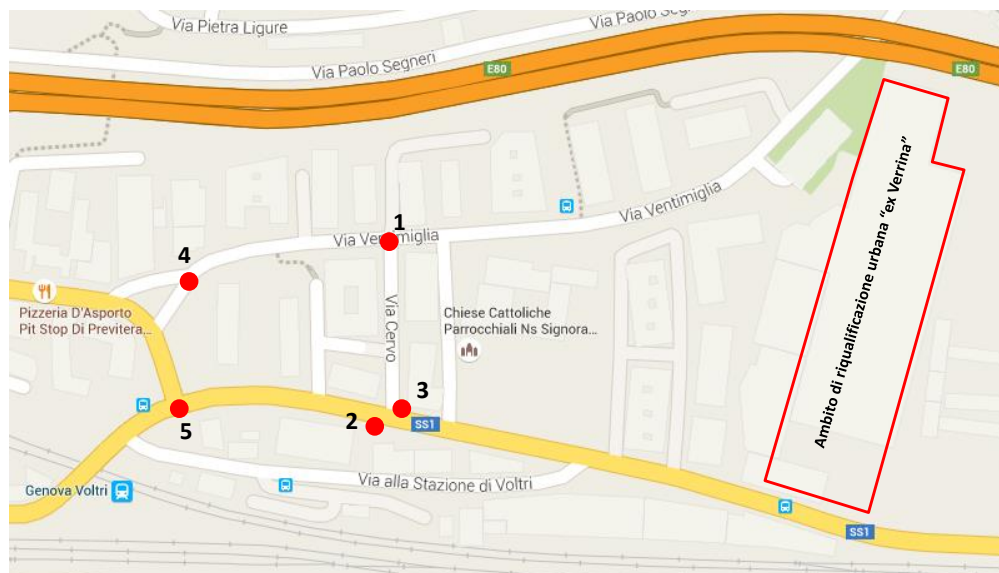 Via Pietra Ligure
Via Paolo Segneri
Via Paolo Segn
E80
E80
1
Via Ventimiglia
Via Ventimiglia
4
Pizzeria D'Asporto
Pit Stop Di Previtera...
Via Cervo
Chiese Cattoliche
Parrocchiali Ns Signora...
Ambito di riqualificazione urbana “ex Verrina”
3
2
SS1
5
Via alla Stazione di Voltri
Genova Voltri
SS1